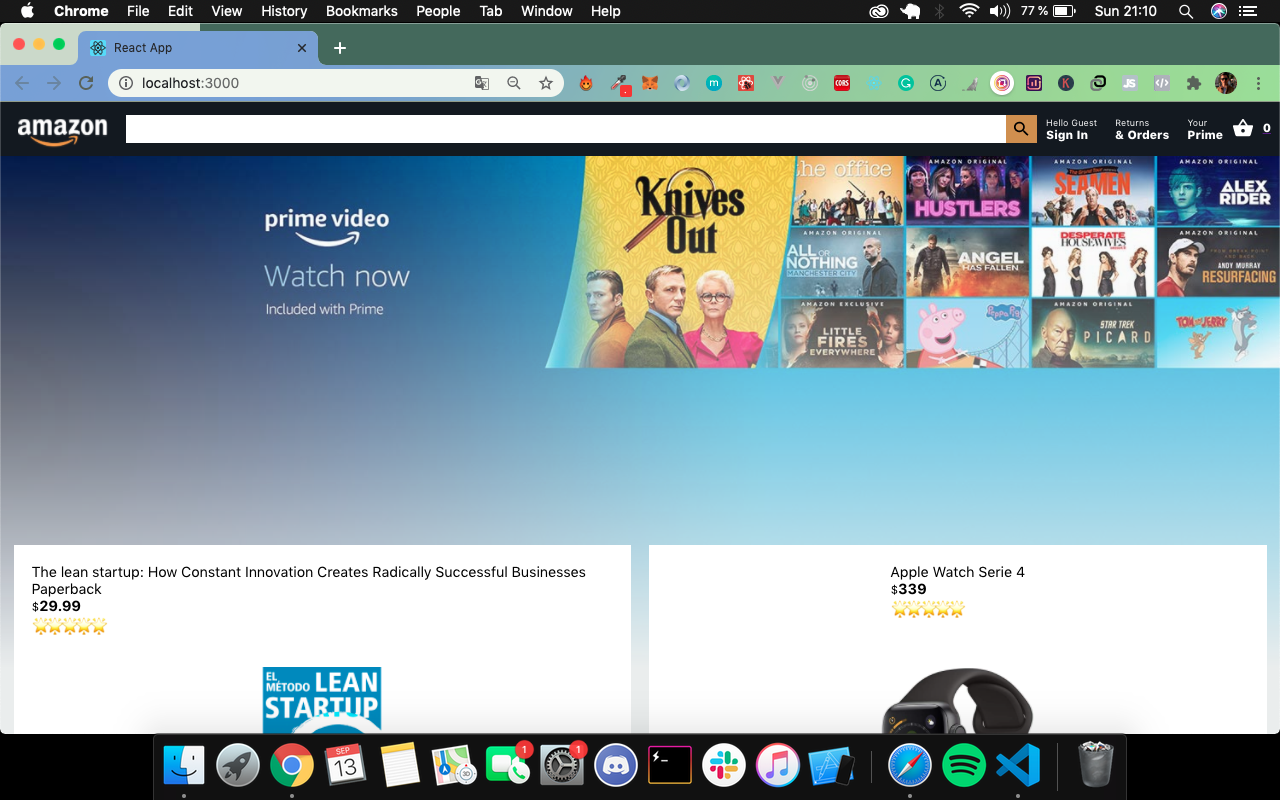 Chrome File Edit View History Bookmarks People Tab Window Help 77 % Sun 21:10
React App
localhost:3000
CORS
JS
amazon
Hello Guest
Sign In
Returns
& Orders
Your
Prime
0
prime video
Watch now
Included with Prime
Knives
Out
the office
AMAZON ORIGINAL
HUSTLERS
AMAZON ORIGINAL
SEAMEN
AMAZON ORIGINAL
ALEX
RIDER
AMAZON ORIGINAL
ALL OR
NOTHING
MANCHESTER CITY
ANGEL
HAS FALLEN
DESPERATE
HOUSEWIVES
ANDY MURRAY
RESURFACING
AMAZON EXCLUSIVE
LITTLE
FIRES
EVERYWHERE
Peppa Pig
AMAZON ORIGINAL
STAR TREK
PICARD
TOM and JERRY
The lean startup: How Constant Innovation Creates Radically Successful Businesses
Paperback
$29.99
Apple Watch Serie 4
$339
EL
MÉTODO LEAN
STARTUP
SEP
13
1
1